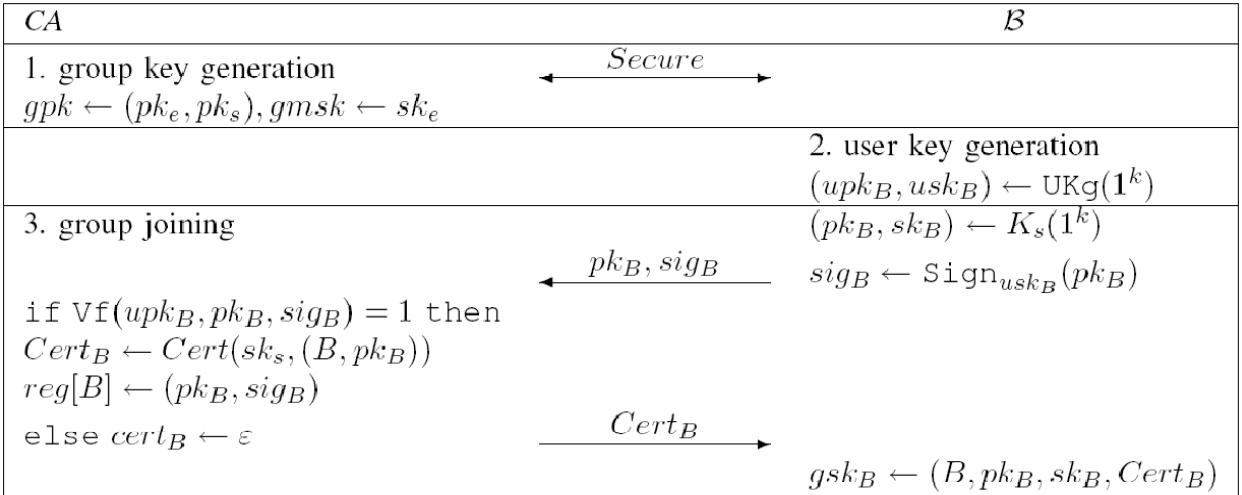 CA B
1. group key generation Secure
gpk ← (pk_e, pk_s), gmsk ← sk_e
2. user key generation
(upk_B, usk_B) ← UKg(1^k)
3. group joining (pk_B, sk_B) ← K_s(1^k)
pk_B, sig_B sig_B ← Sign_{usk_B}(pk_B)
if Vf(upk_B, pk_B, sig_B) = 1 then
Cert_B ← Cert(sk_s, (B, pk_B))
reg[B] ← (pk_B, sig_B)
else cert_B ← ε Cert_B
gsk_B ← (B, pk_B, sk_B, Cert_B)